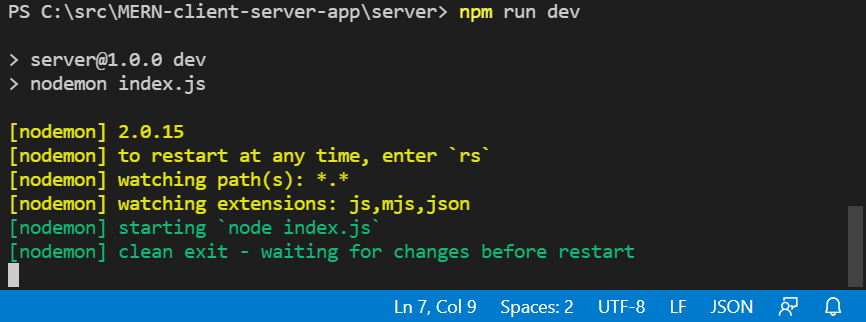 PS C:\src\MERN-client-server-app\server> npm run dev
> server@1.0.0 dev
> nodemon index.js
[nodemon] 2.0.15
[nodemon] to restart at any time, enter `rs`
[nodemon] watching path(s): *.*
[nodemon] watching extensions: js,mjs,json
[nodemon] starting `node index.js`
[nodemon] clean exit - waiting for changes before restart
Ln 7, Col 9 Spaces: 2 UTF-8 LF JSON